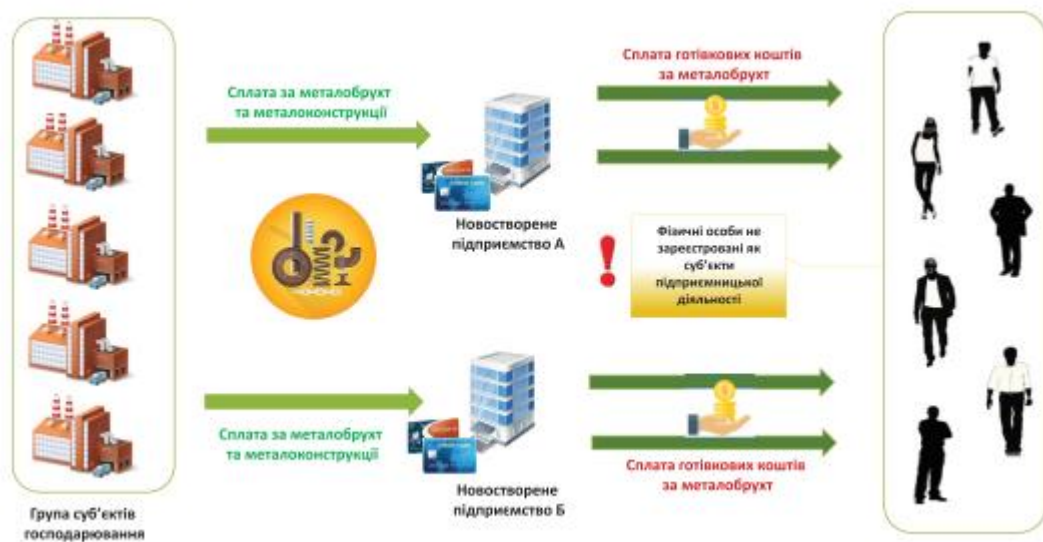 Сплата готівкових коштів
за металобрухт
Сплата за металобрухт
та металоконструкції
Новостворене
підприємство А
Фізичні особи не
зареєстровані як
суб'єкти
підприємницької
діяльності
Сплата за металобрухт
та металоконструкції
Новостворене
підприємство Б
Сплата готівкових коштів
за металобрухт
Група суб'єктів
господарювання